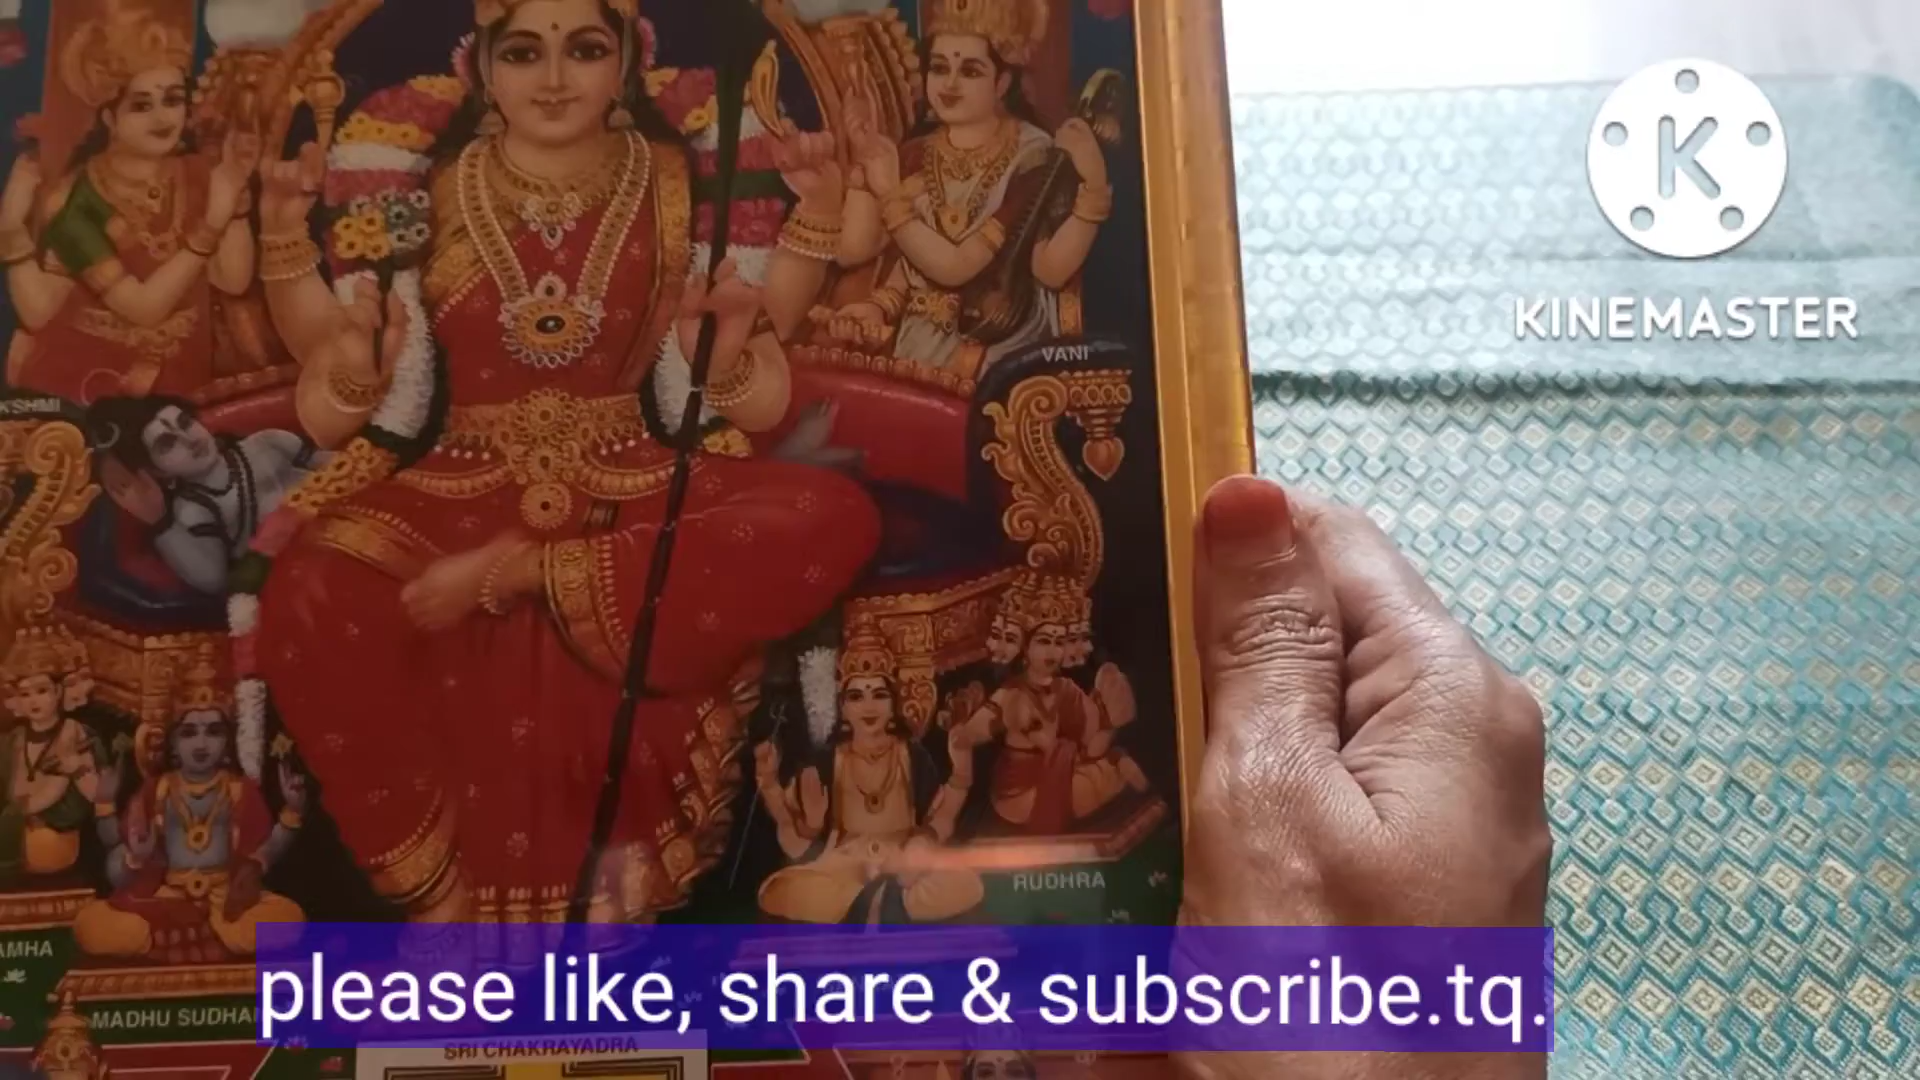 KINEMASTER
VANI
KSHMI
RUDHRA
AMHA
MADHU SUDHA
please like, share & subscribe.tq.
SRI CHAKRAYADRA